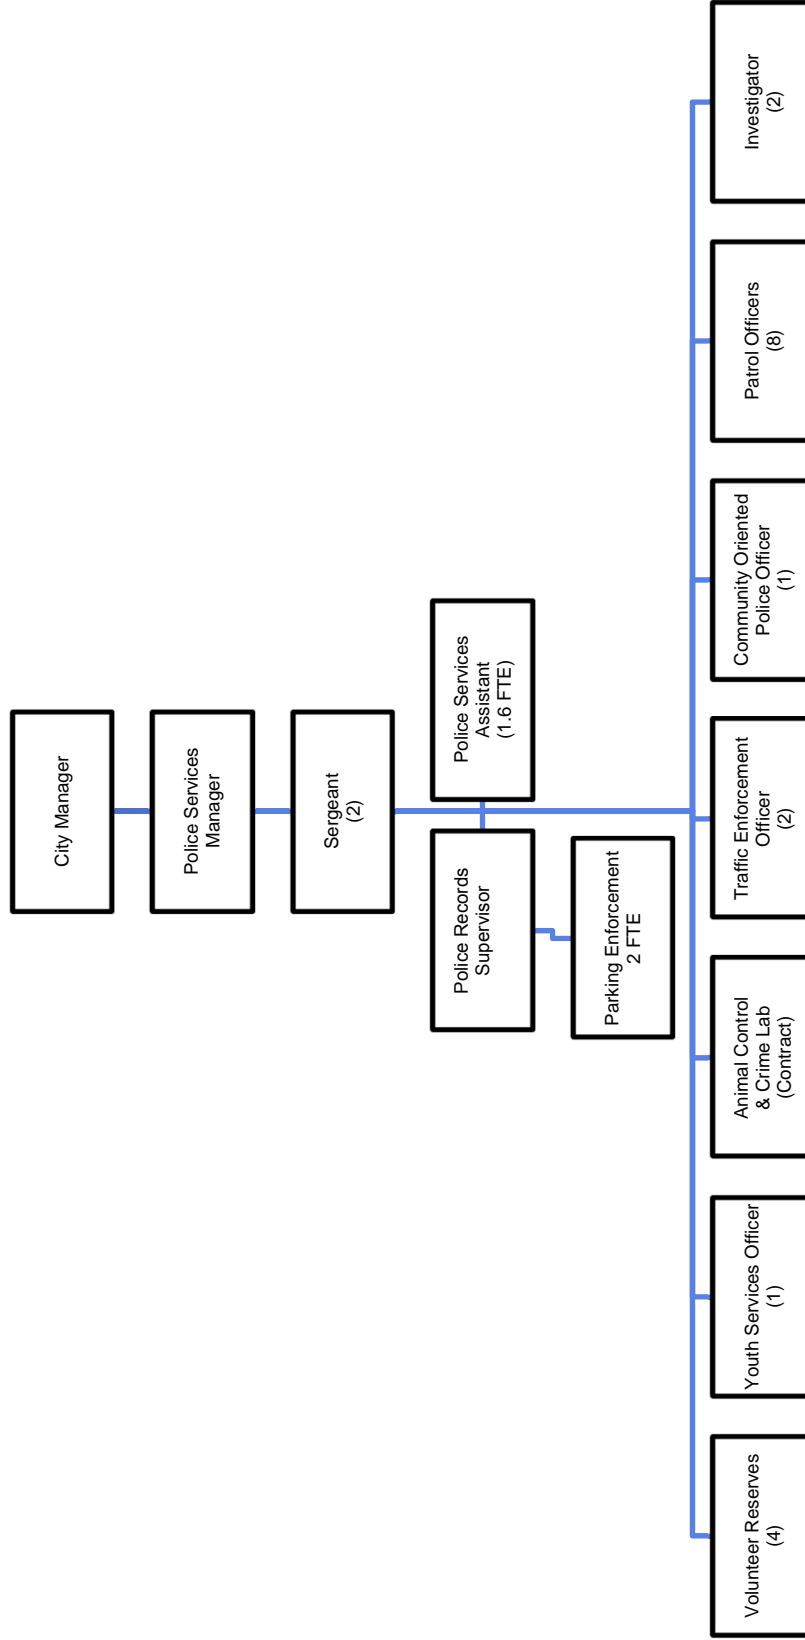 City Manager
Police Services
Manager
Sergeant
(2)
Police Records
Supervisor
Police Services
Assistant
(1.6 FTE)
Parking Enforcement
2 FTE
Volunteer Reserves
(4)
Youth Services Officer
(1)
Animal Control
& Crime Lab
(Contract)
Traffic Enforcement
Officer
(2)
Community Oriented
Police Officer
(1)
Patrol Officers
(8)
Investigator
(2)